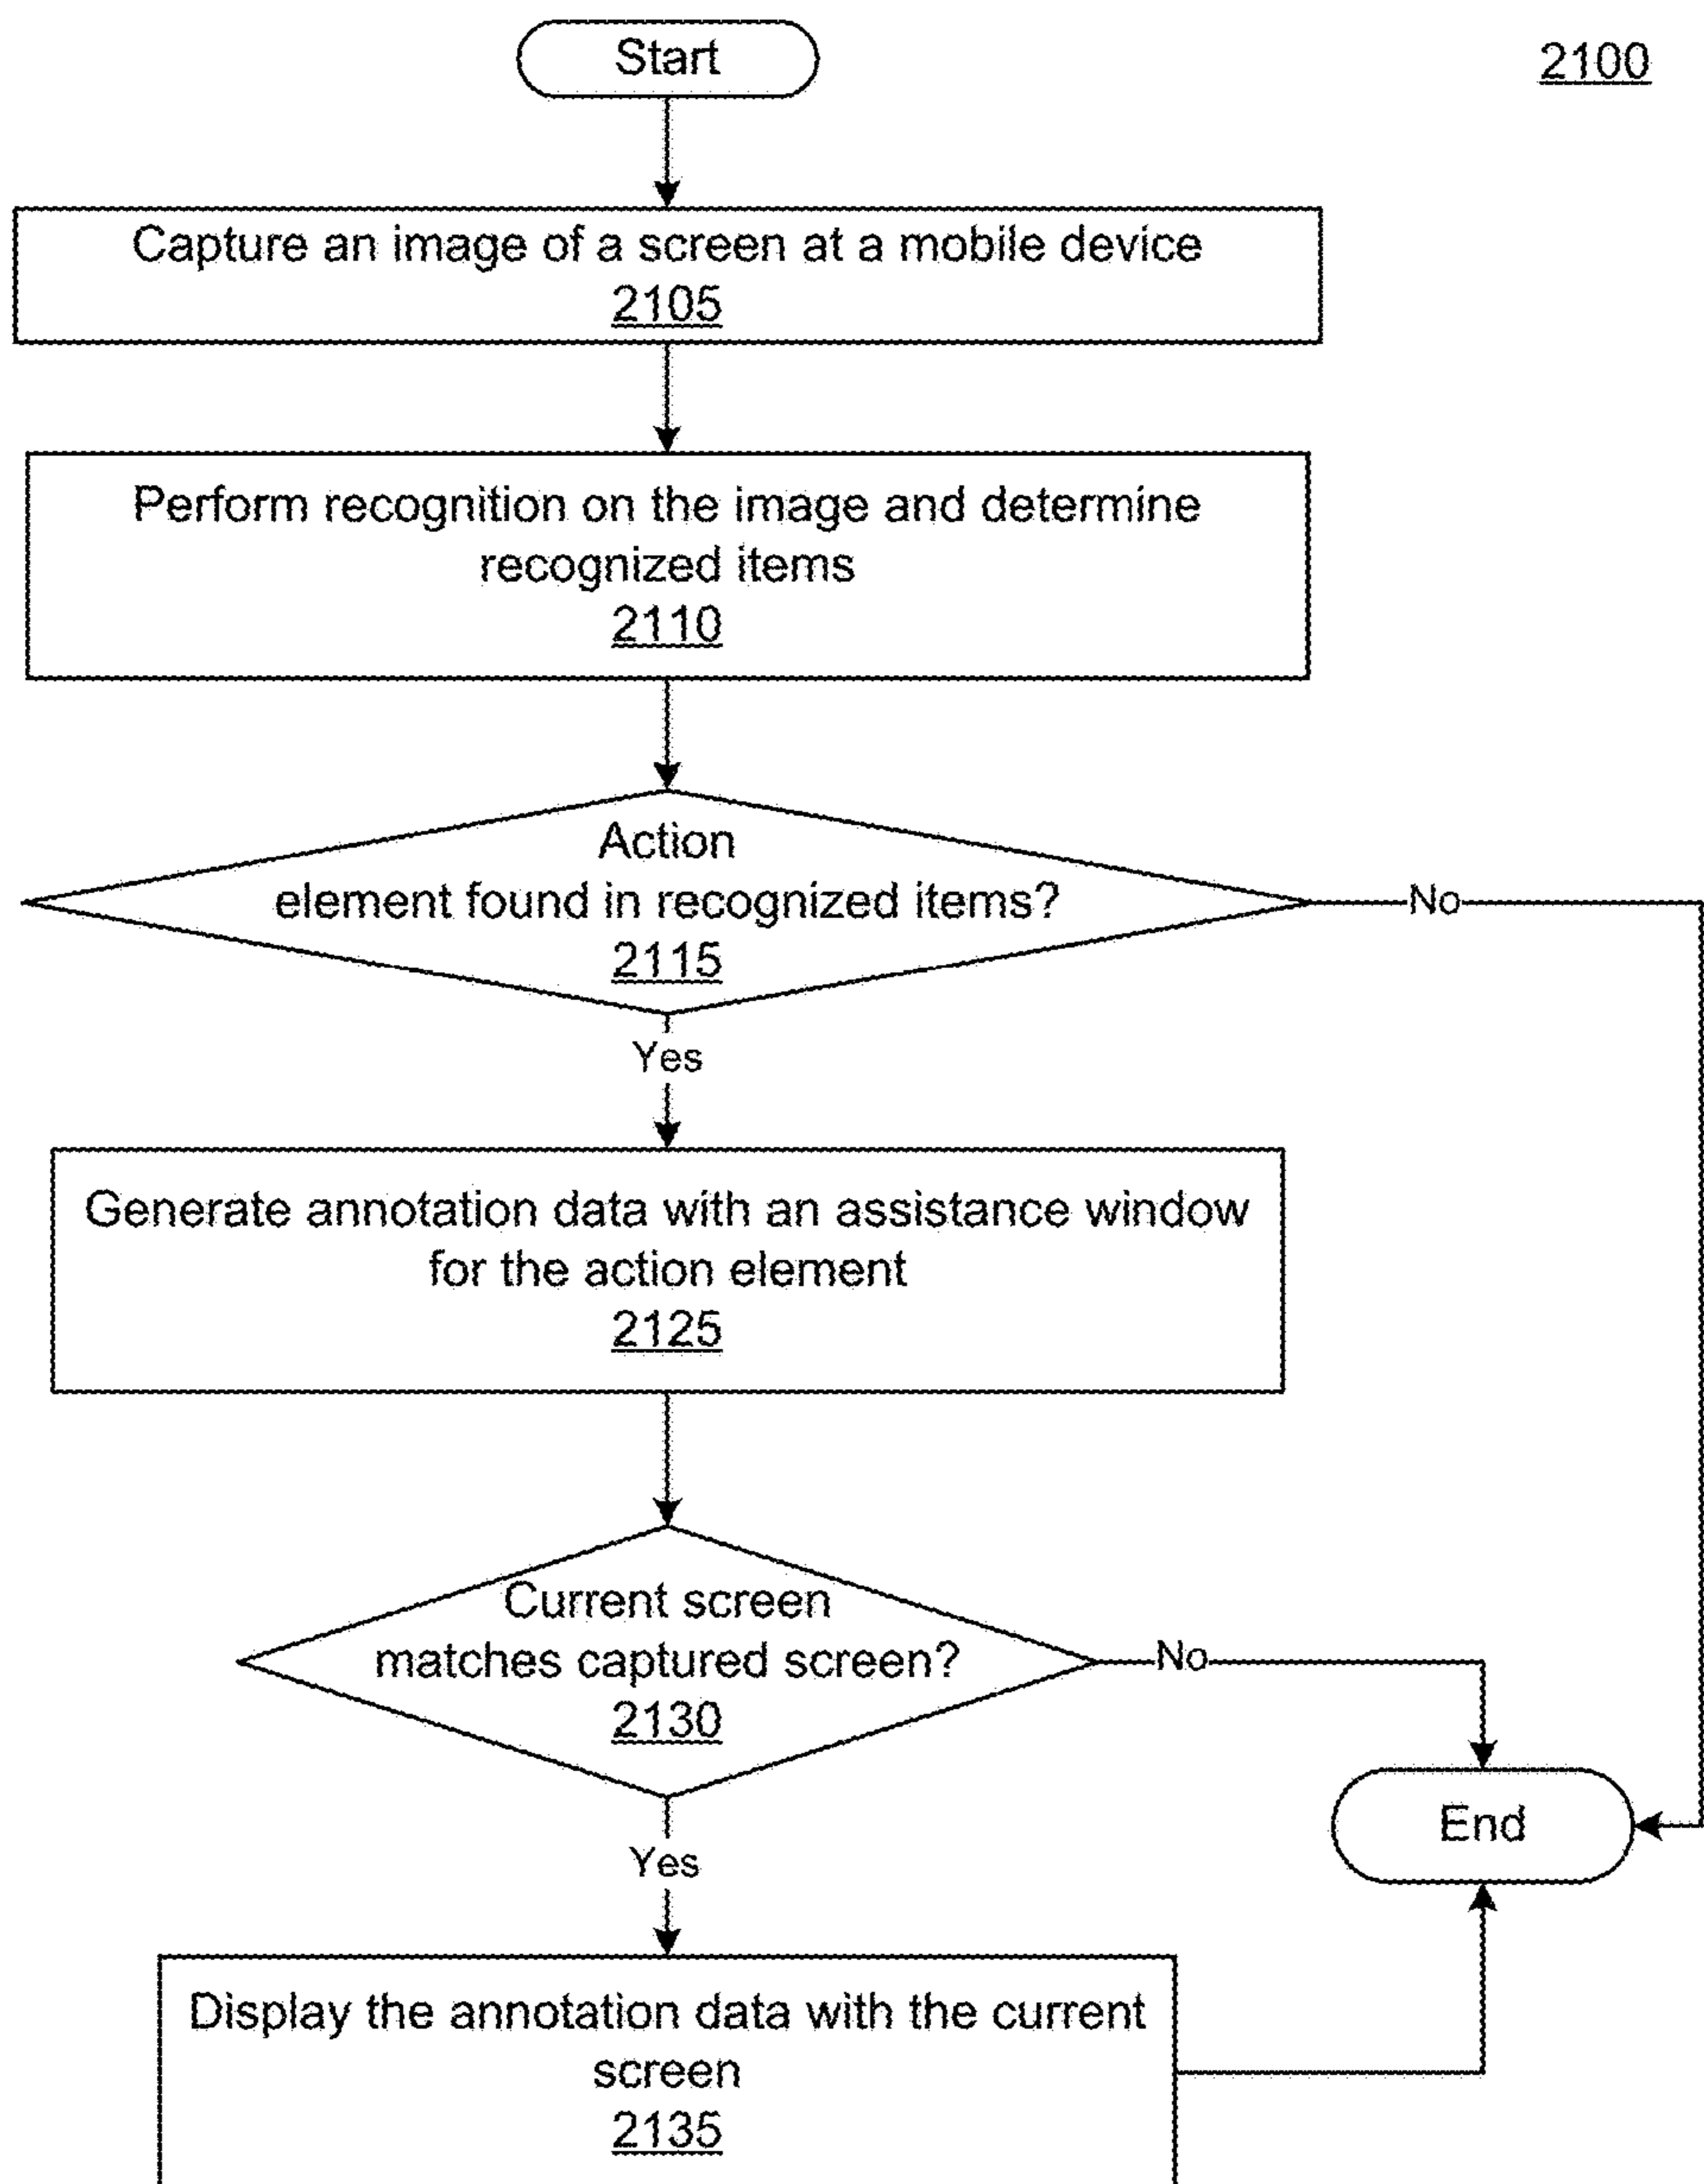 Start
2100
Capture an image of a screen at a mobile device
2105
Perform recognition on the image and determine
recognized items
2110
Action
element found in recognized items?
2115
No
Yes
Generate annotation data with an assistance window
for the action element
2125
Current screen
matches captured screen?
2130
No
Yes
End
Display the annotation data with the current
screen
2135